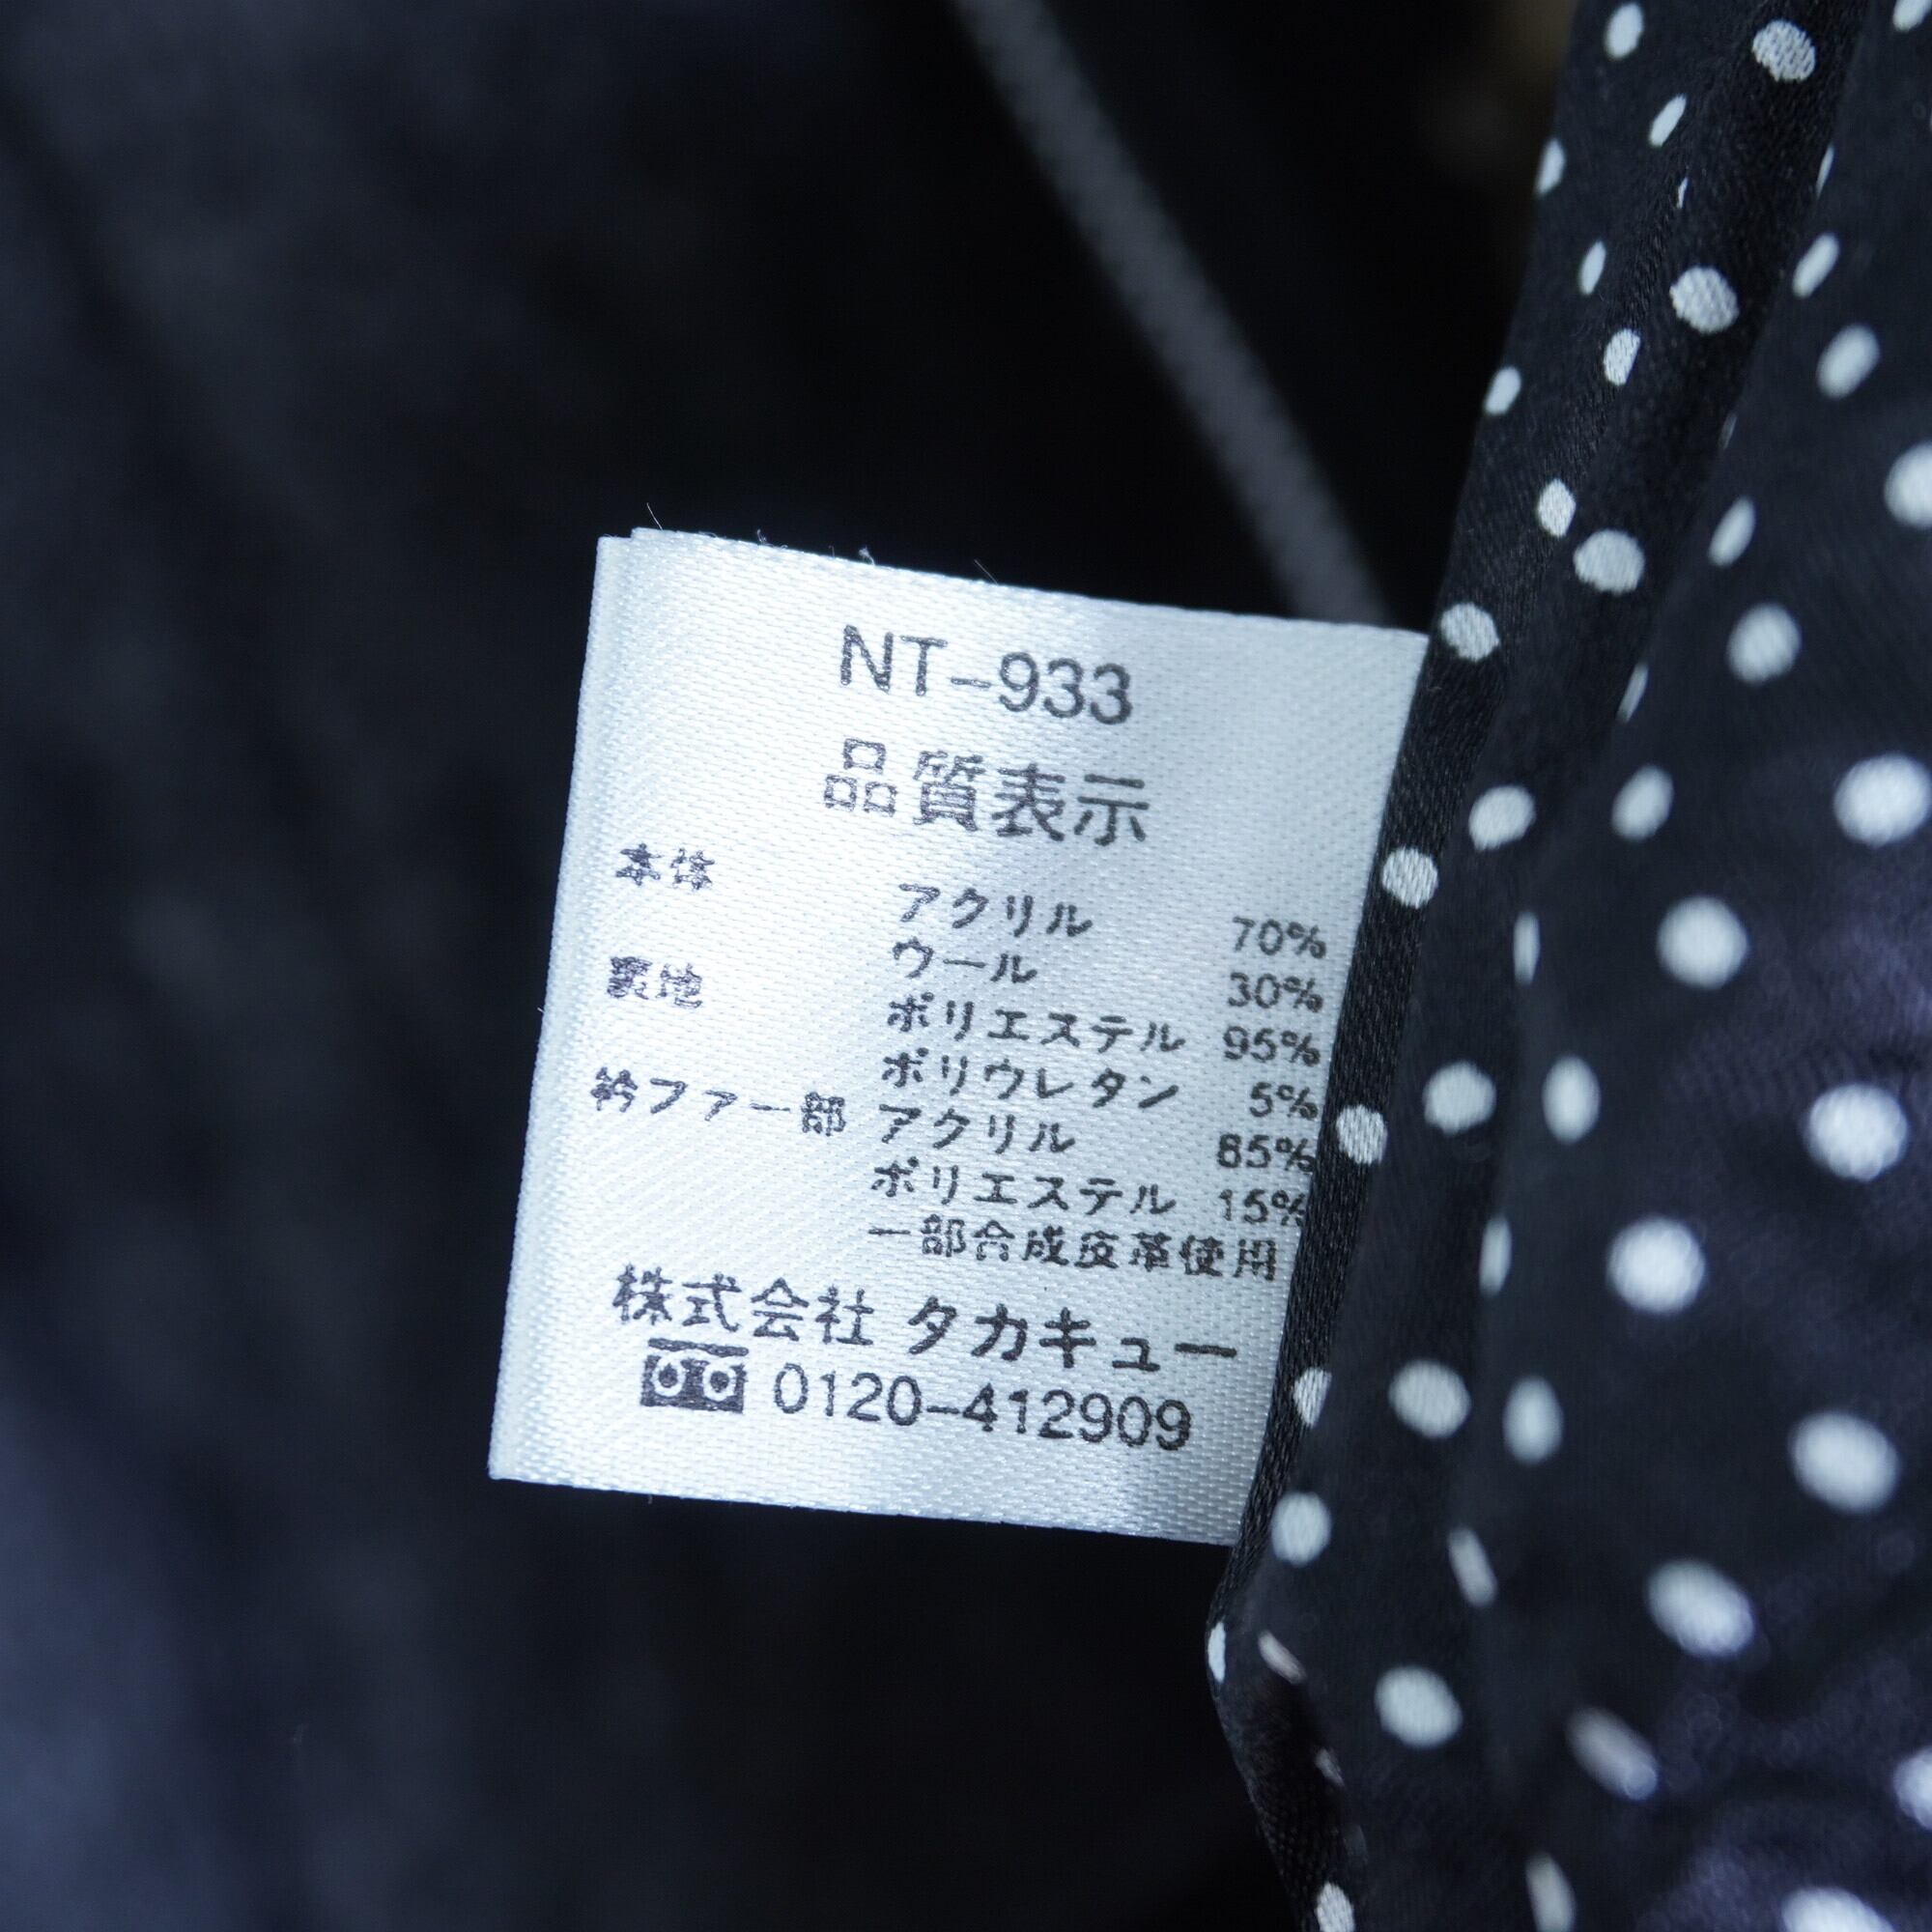 NT-933
品質表示
本体 アクリル 70%
ウール 30%
裏地 ポリエステル 95%
ポリウレタン 5%
衿ファー部 アクリル 85%
ポリエステル 15%
一部合成皮革使用
株式会社 タカキュー
0120-412909